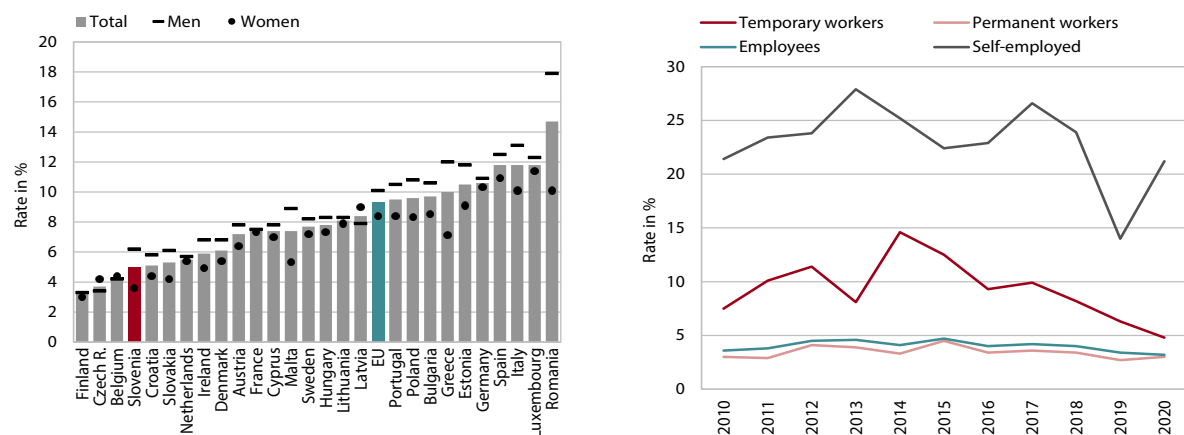 Total Men Women
20
18
16
14
12
10
8
6
4
2
0
Rate in %
Finland
Czech R.
Belgium
Slovenia
Croatia
Slovakia
Netherlands
Ireland
Denmark
Austria
France
Cyprus
Malta
Sweden
Hungary
Lithuania
Latvia
EU
Portugal
Poland
Bulgaria
Greece
Estonia
Germany
Spain
Italy
Luxembourg
Romania
Temporary workers Permanent workers
Employees Self-employed
30
25
20
15
10
5
0
Rate in %
2010
2011
2012
2013
2014
2015
2016
2017
2018
2019
2020